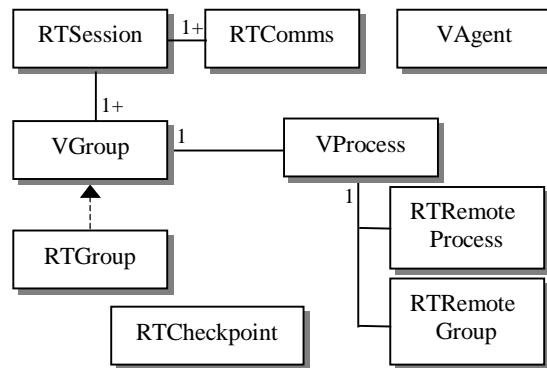 RTSession
1+
RTComms
VAgent
1+
VGroup
1
VProcess
1
RTRemote
Process
RTGroup
RTRemote
Group
RTCheckpoint